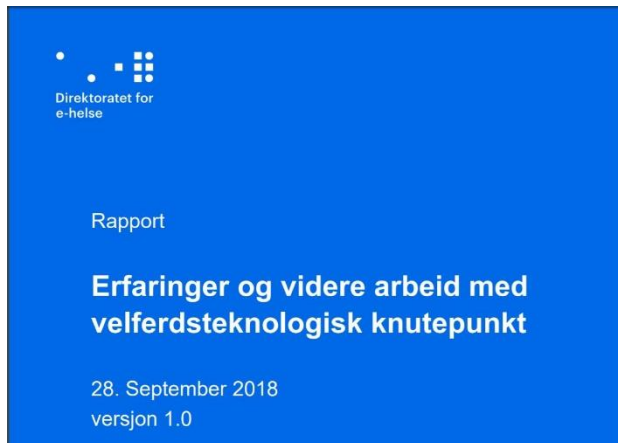 Direktoratet for
e-helse
Rapport
Erfaringer og videre arbeid med
velferdsteknologisk knutepunkt
28. September 2018
versjon 1.0